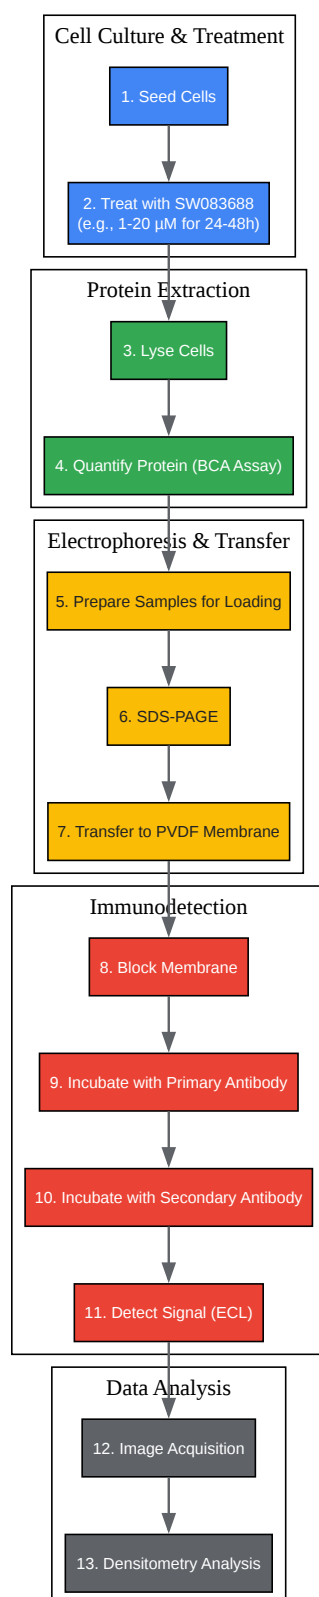 Cell Culture & Treatment
1. Seed Cells
2. Treat with SW083688
(e.g., 1-20 µM for 24-48h)
Protein Extraction
3. Lyse Cells
4. Quantify Protein (BCA Assay)
Electrophoresis & Transfer
5. Prepare Samples for Loading
6. SDS-PAGE
7. Transfer to PVDF Membrane
Immunodetection
8. Block Membrane
9. Incubate with Primary Antibody
10. Incubate with Secondary Antibody
11. Detect Signal (ECL)
Data Analysis
12. Image Acquisition
13. Densitometry Analysis